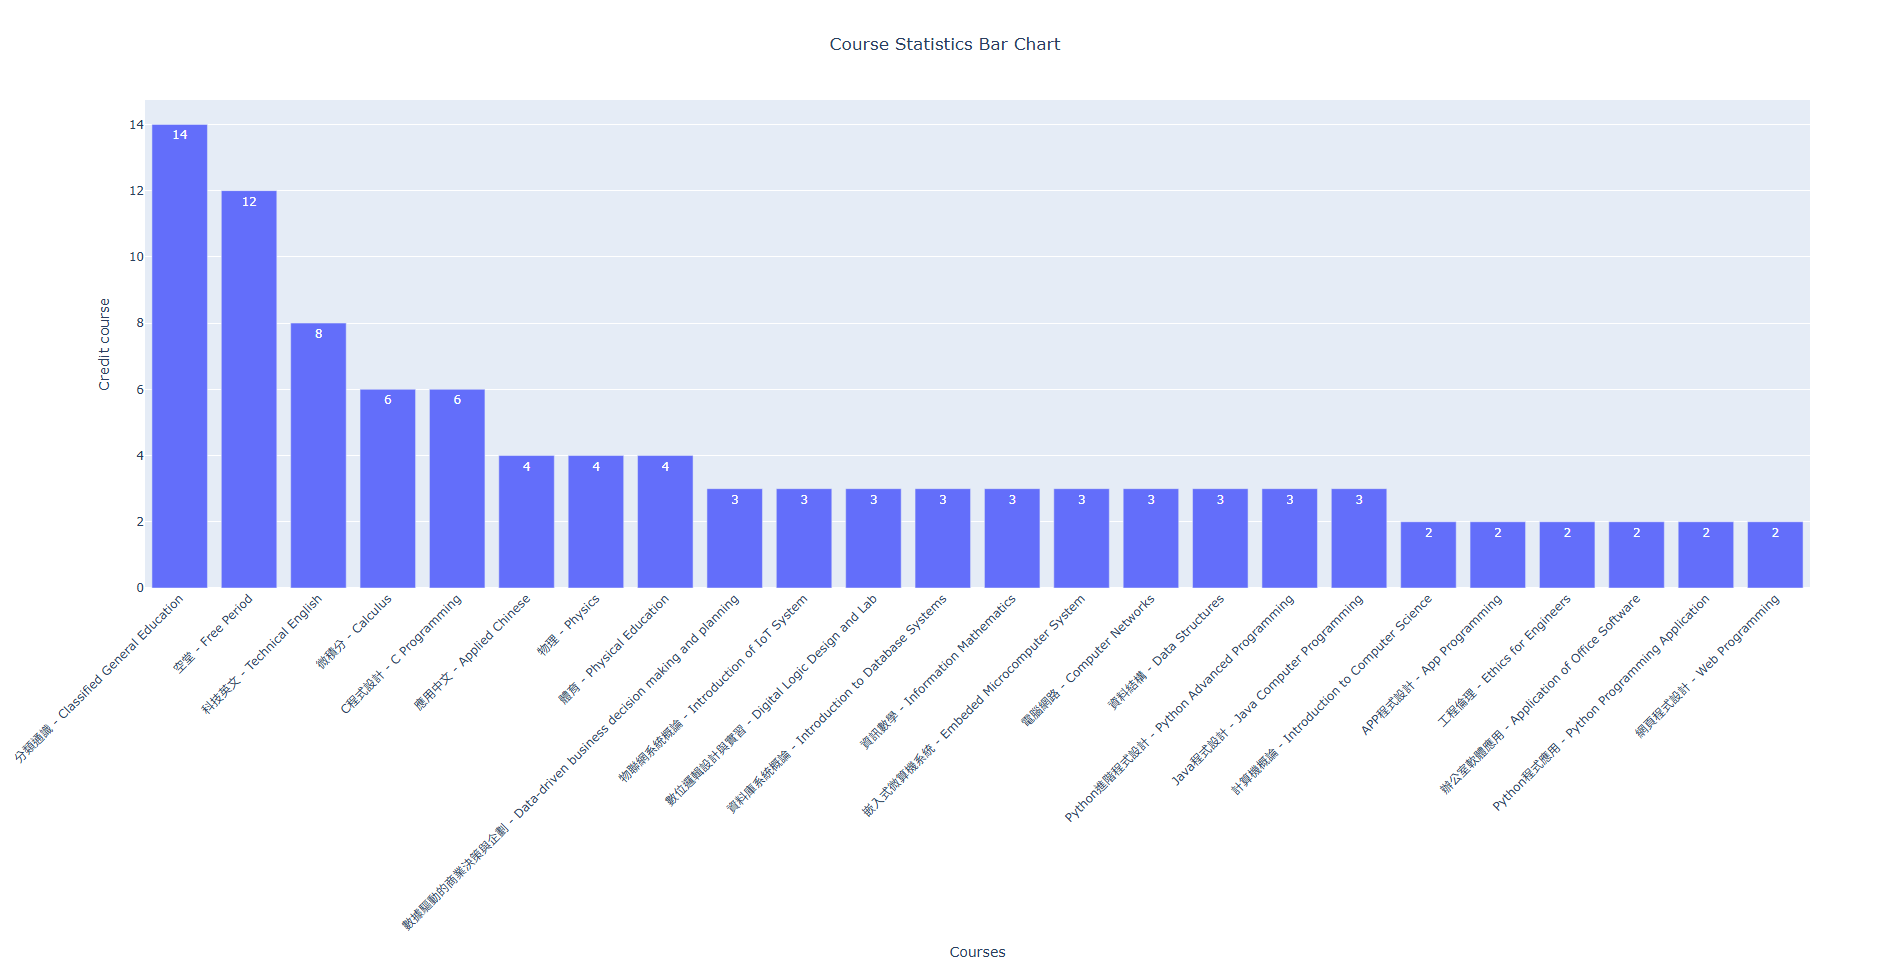 Course Statistics Bar Chart
Credit course
14
12
10
8
6
4
2
0
14
12
8
6
6
4
4
4
3
3
3
3
3
3
3
3
3
3
2
2
2
2
2
2
分類通識 - Classified General Education
空堂 - Free Period
科技英文 - Technical English
微積分 - Calculus
C程式設計 - C Programming
應用中文 - Applied Chinese
物理 - Physics
體育 - Physical Education
數據驅動的商業決策與企劃 - Data-driven business decision making and planning
物聯網系統概論 - Introduction of IoT System
數位邏輯設計與實習 - Digital Logic Design and Lab
資料庫系統概論 - Introduction to Database Systems
資訊數學 - Information Mathematics
嵌入式微算機系統 - Embeded Microcomputer System
電腦網路 - Computer Networks
資料結構 - Data Structures
Python進階程式設計 - Python Advanced Programming
Java程式設計 - Java Computer Programming
計算機概論 - Introduction to Computer Science
APP程式設計 - App Programming
工程倫理 - Ethics for Engineers
辦公室軟體應用 - Application of Office Software
Python程式應用 - Python Programming Application
網頁程式設計 - Web Programming
Courses